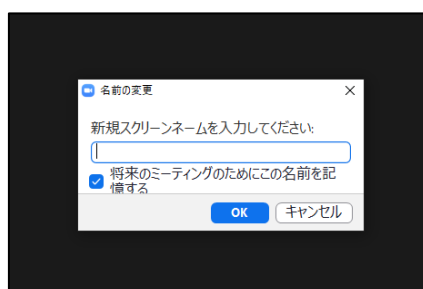 名前の変更
新規スクリーンネームを入力してください:
将来のミーティングのためにこの名前を記
憶する
OK キャンセル